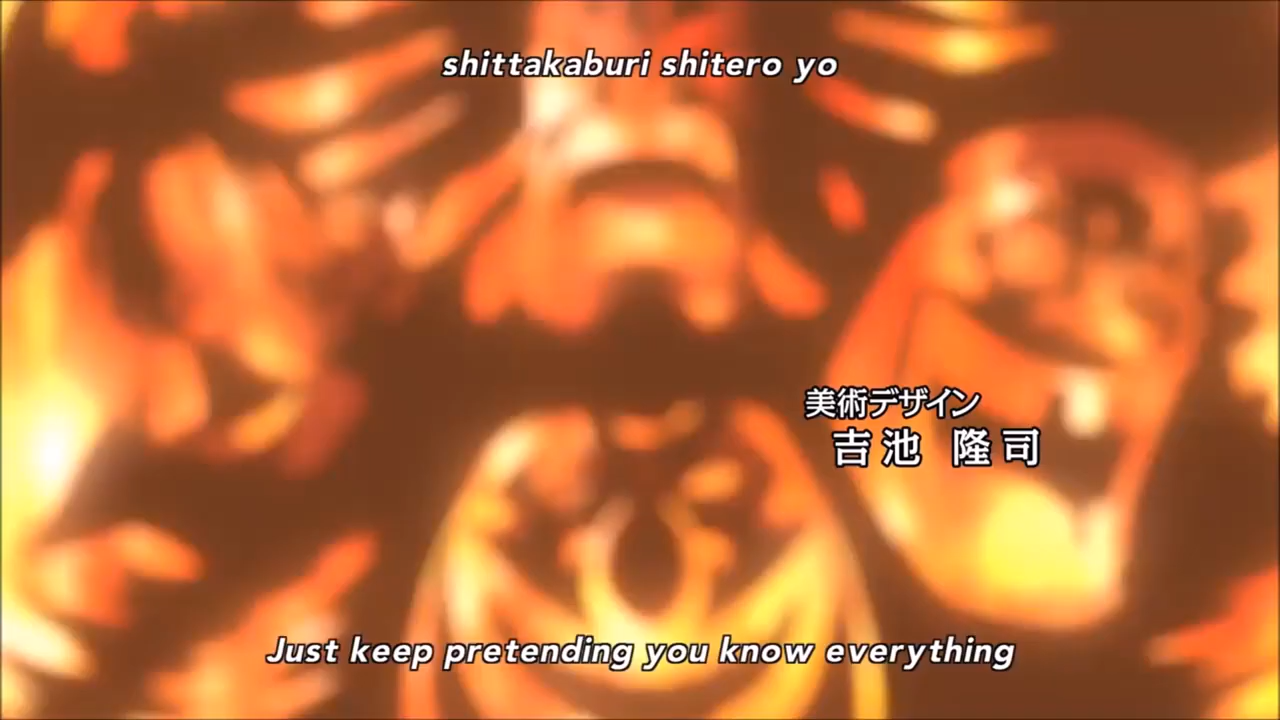 shittakaburi shitero yo
美術デザイン
吉池 隆司
Just keep pretending you know everything